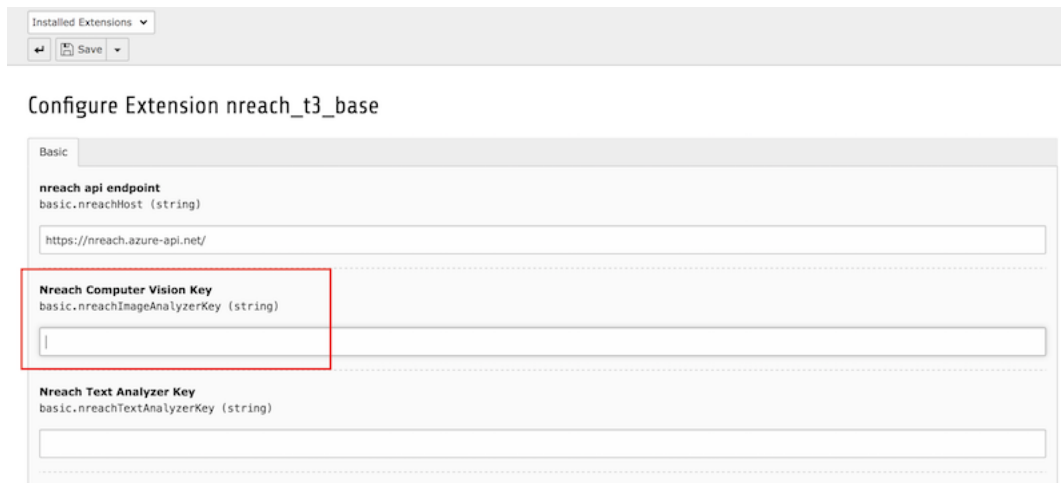 Installed Extensions
Save
Configure Extension nreach_t3_base
Basic
nreach api endpoint
basic.nreachHost (string)
https://nreach.azure-api.net/
Nreach Computer Vision Key
basic.nreachImageAnalyzerKey (string)
Nreach Text Analyzer Key
basic.nreachTextAnalyzerKey (string)